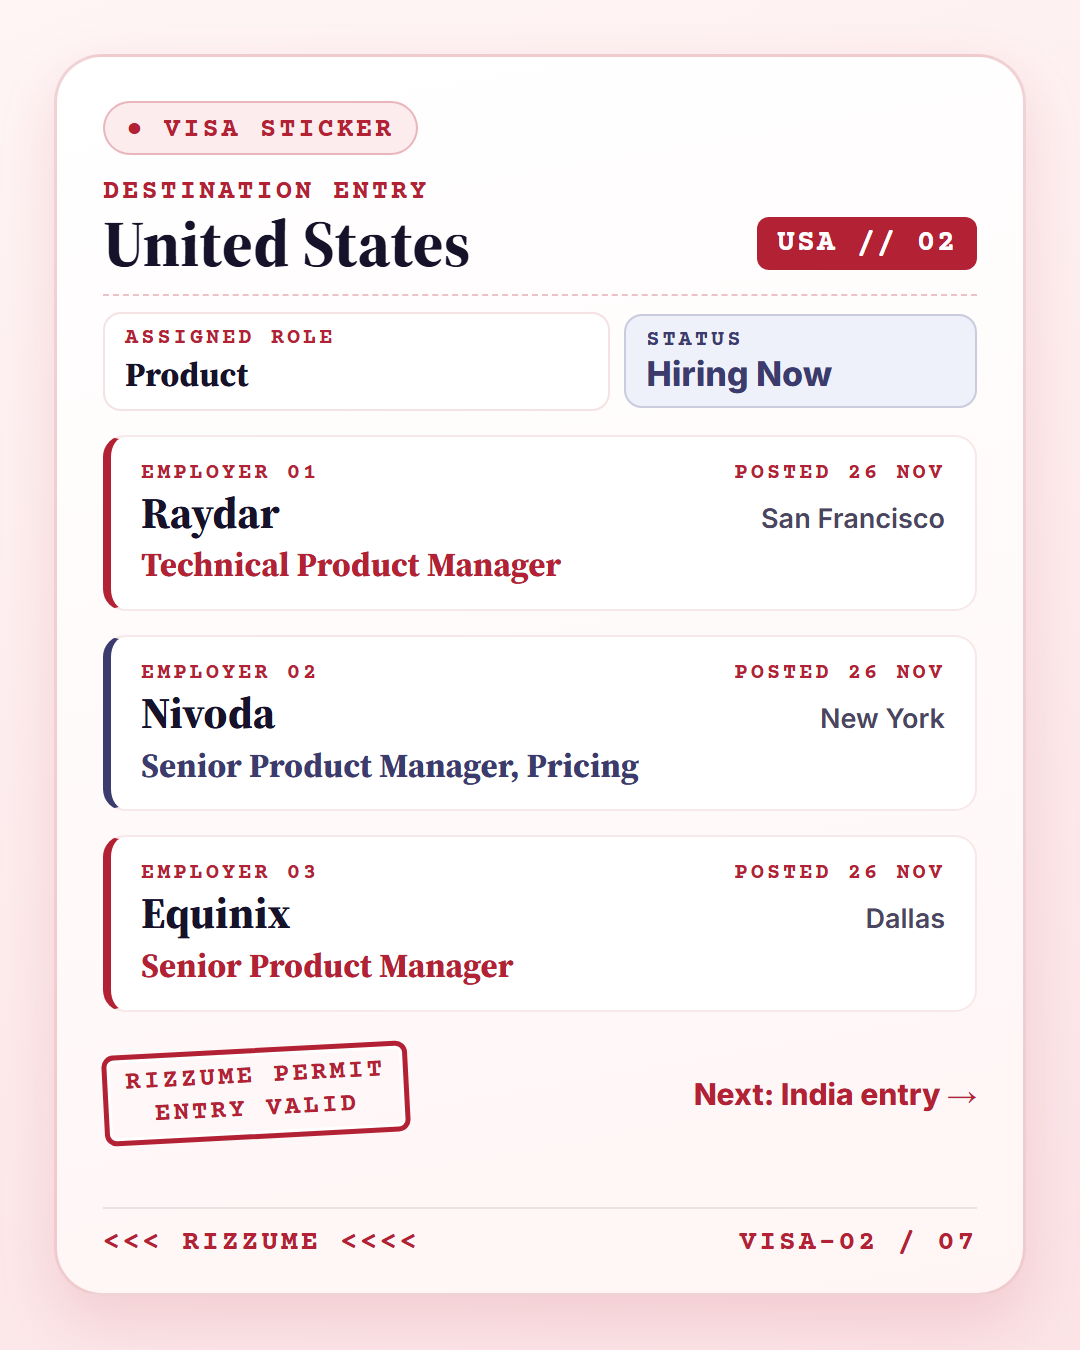 • VISA STICKER
DESTINATION ENTRY
United States
USA // 02
ASSIGNED ROLE
Product
STATUS
Hiring Now
EMPLOYER 01
POSTED 26 NOV
Raydar
San Francisco
Technical Product Manager
EMPLOYER 02
POSTED 26 NOV
Nivoda
New York
Senior Product Manager, Pricing
EMPLOYER 03
POSTED 26 NOV
Equinix
Dallas
Senior Product Manager
RIZZUME PERMIT
ENTRY VALID
Next: India entry →
<<< RIZZUME <<<<
VISA-02 / 07